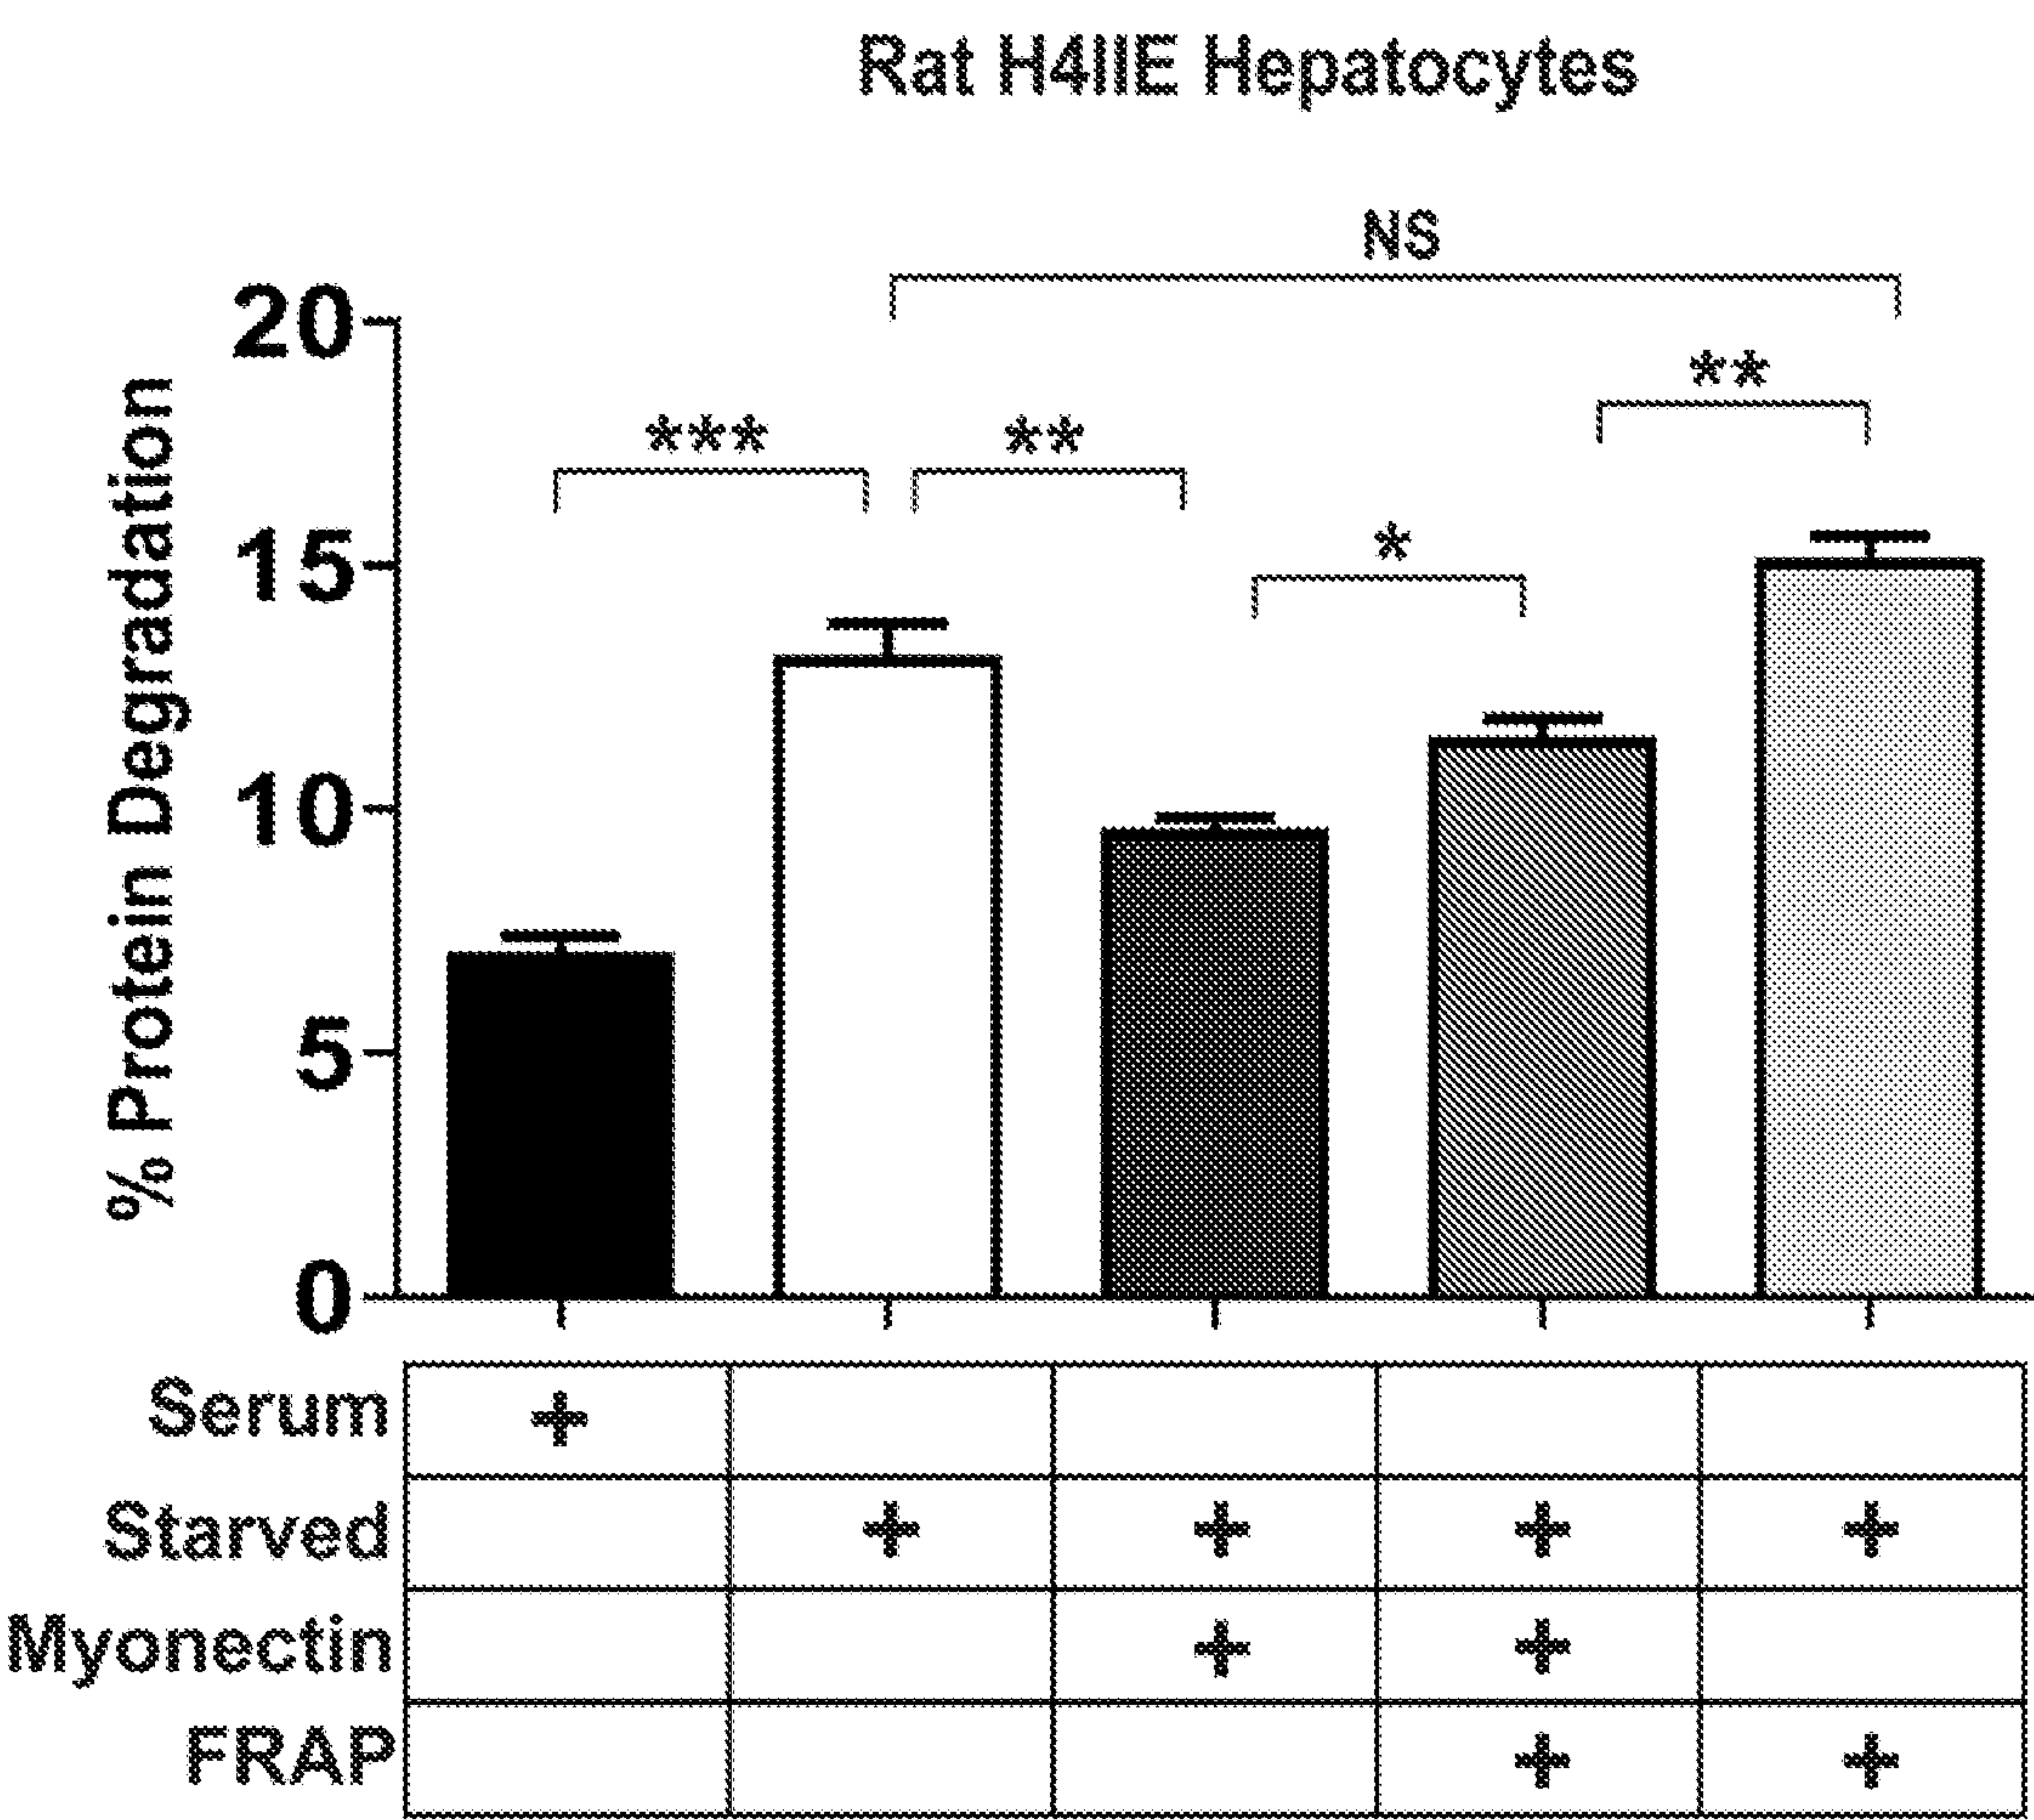 Rat H4IIE Hepatocytes
NS
20
**
***
**
15
*
10
5
0
% Protein Degradation
Serum +
Starved + + + +
Myonectin + +
FRAP + +